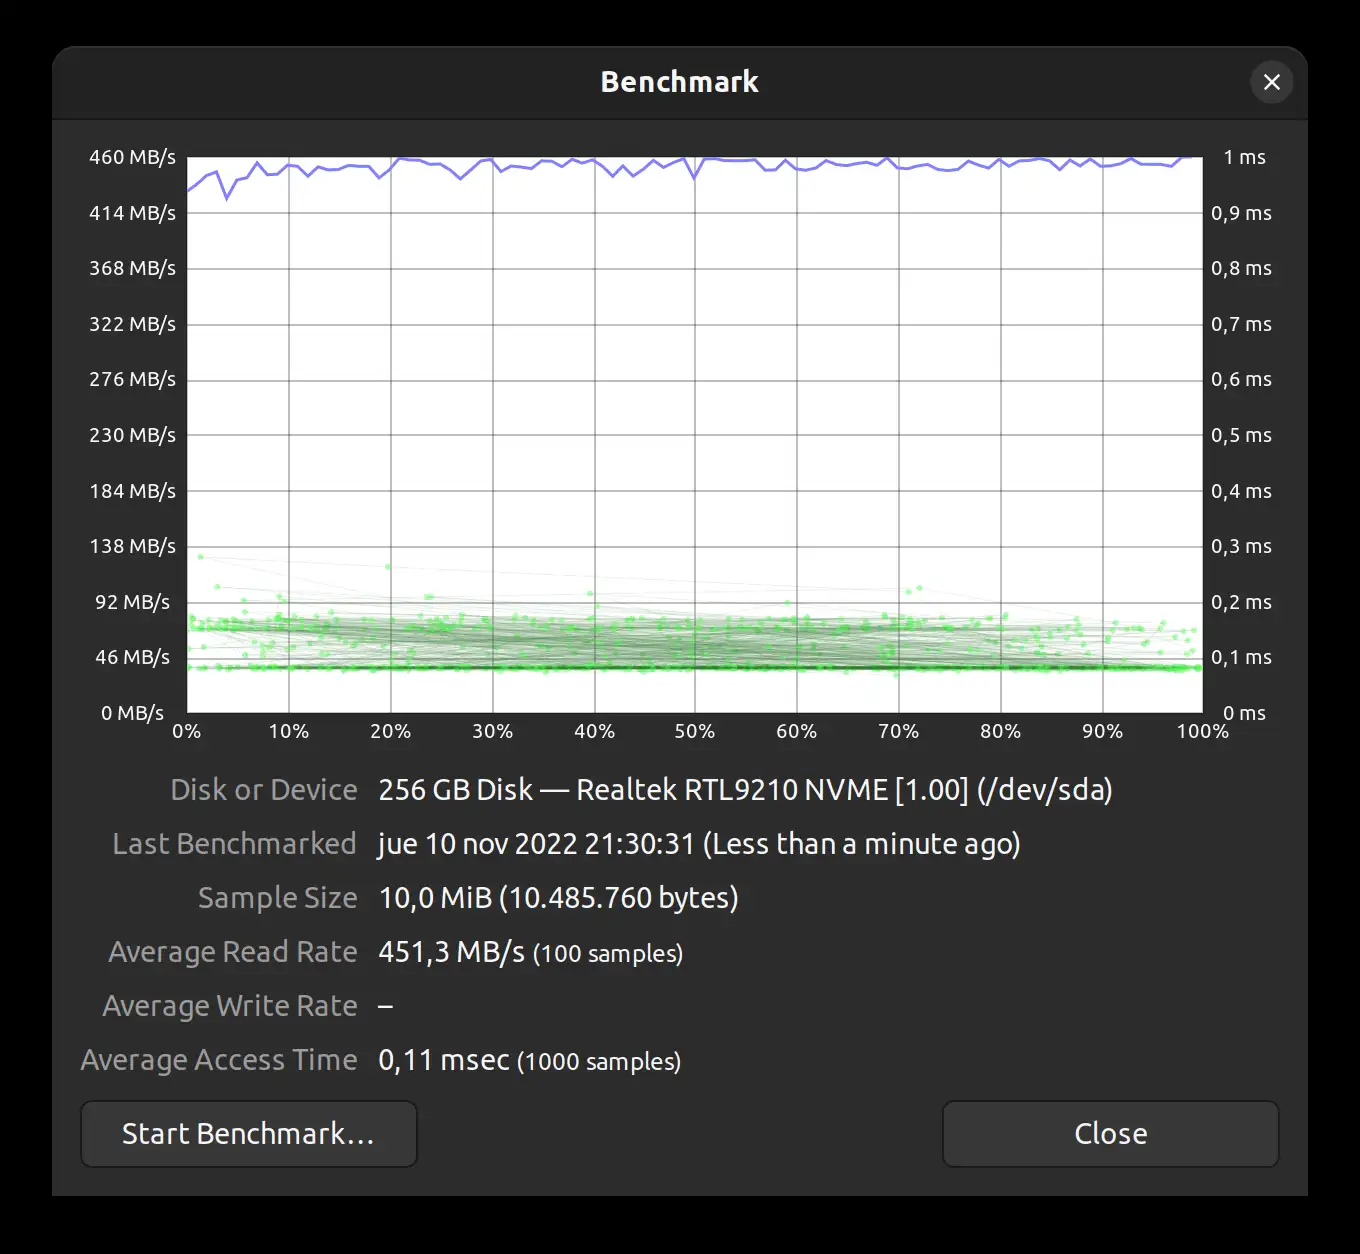 Benchmark
460 MB/s
1 ms
414 MB/s
0,9 ms
368 MB/s
0,8 ms
322 MB/s
0,7 ms
276 MB/s
0,6 ms
230 MB/s
0,5 ms
184 MB/s
0,4 ms
138 MB/s
0,3 ms
92 MB/s
0,2 ms
46 MB/s
0,1 ms
0 MB/s
0 ms
0% 10% 20% 30% 40% 50% 60% 70% 80% 90% 100%
Disk or Device 256 GB Disk — Realtek RTL9210 NVME [1.00] (/dev/sda)
Last Benchmarked jue 10 nov 2022 21:30:31 (Less than a minute ago)
Sample Size 10,0 MiB (10.485.760 bytes)
Average Read Rate 451,3 MB/s (100 samples)
Average Write Rate –
Average Access Time 0,11 msec (1000 samples)
Start Benchmark… Close